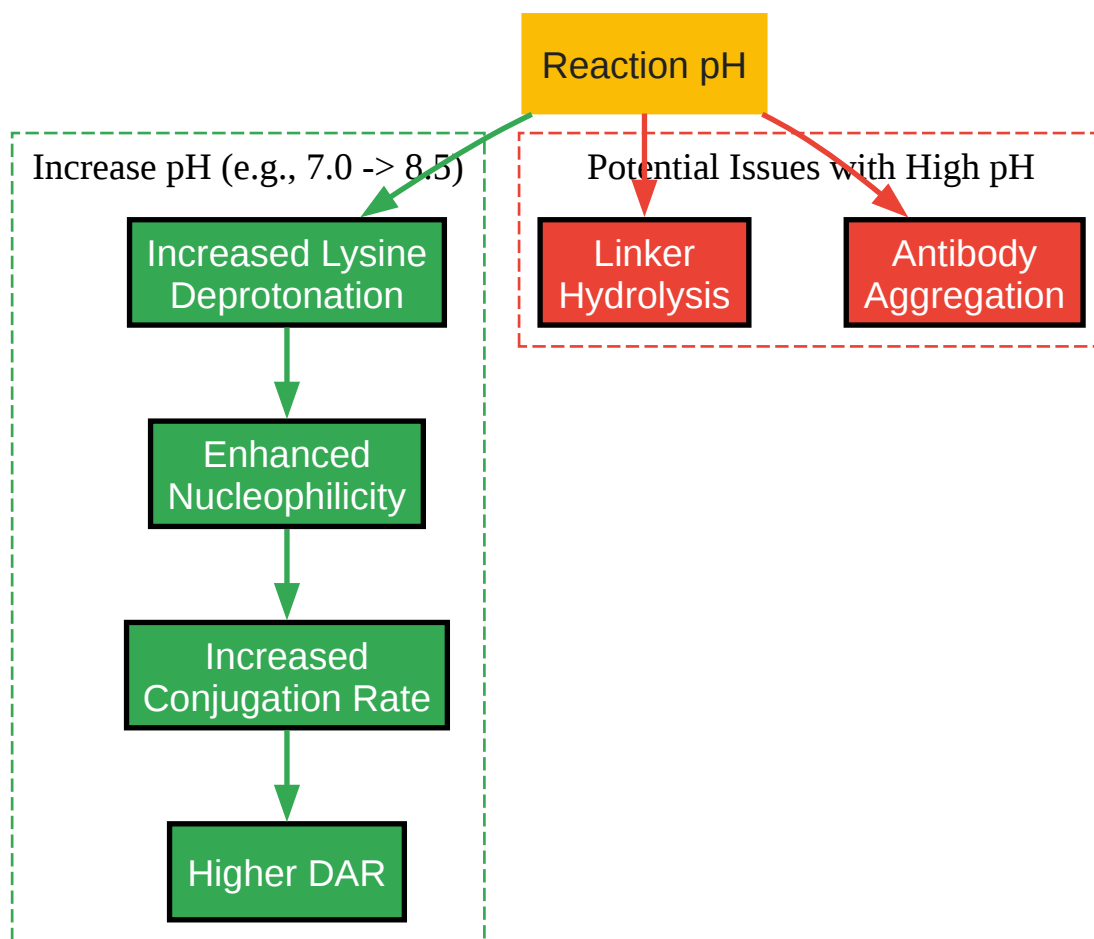 Reaction pH
Increase pH (e.g., 7.0 -> 8.5)
Increased Lysine
Deprotonation
Enhanced
Nucleophilicity
Increased
Conjugation Rate
Higher DAR
Potential Issues with High pH
Linker
Hydrolysis
Antibody
Aggregation